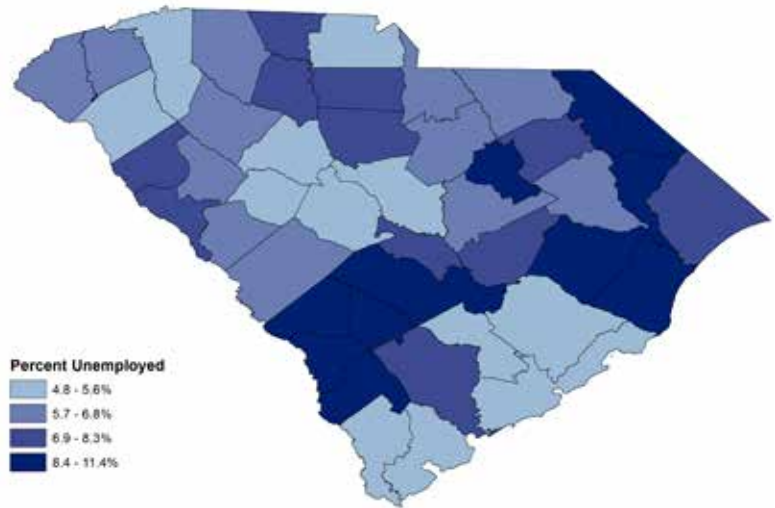 Percent Unemployed
4.8 - 5.6%
5.7 - 6.8%
6.9 - 8.3%
8.4 - 11.4%